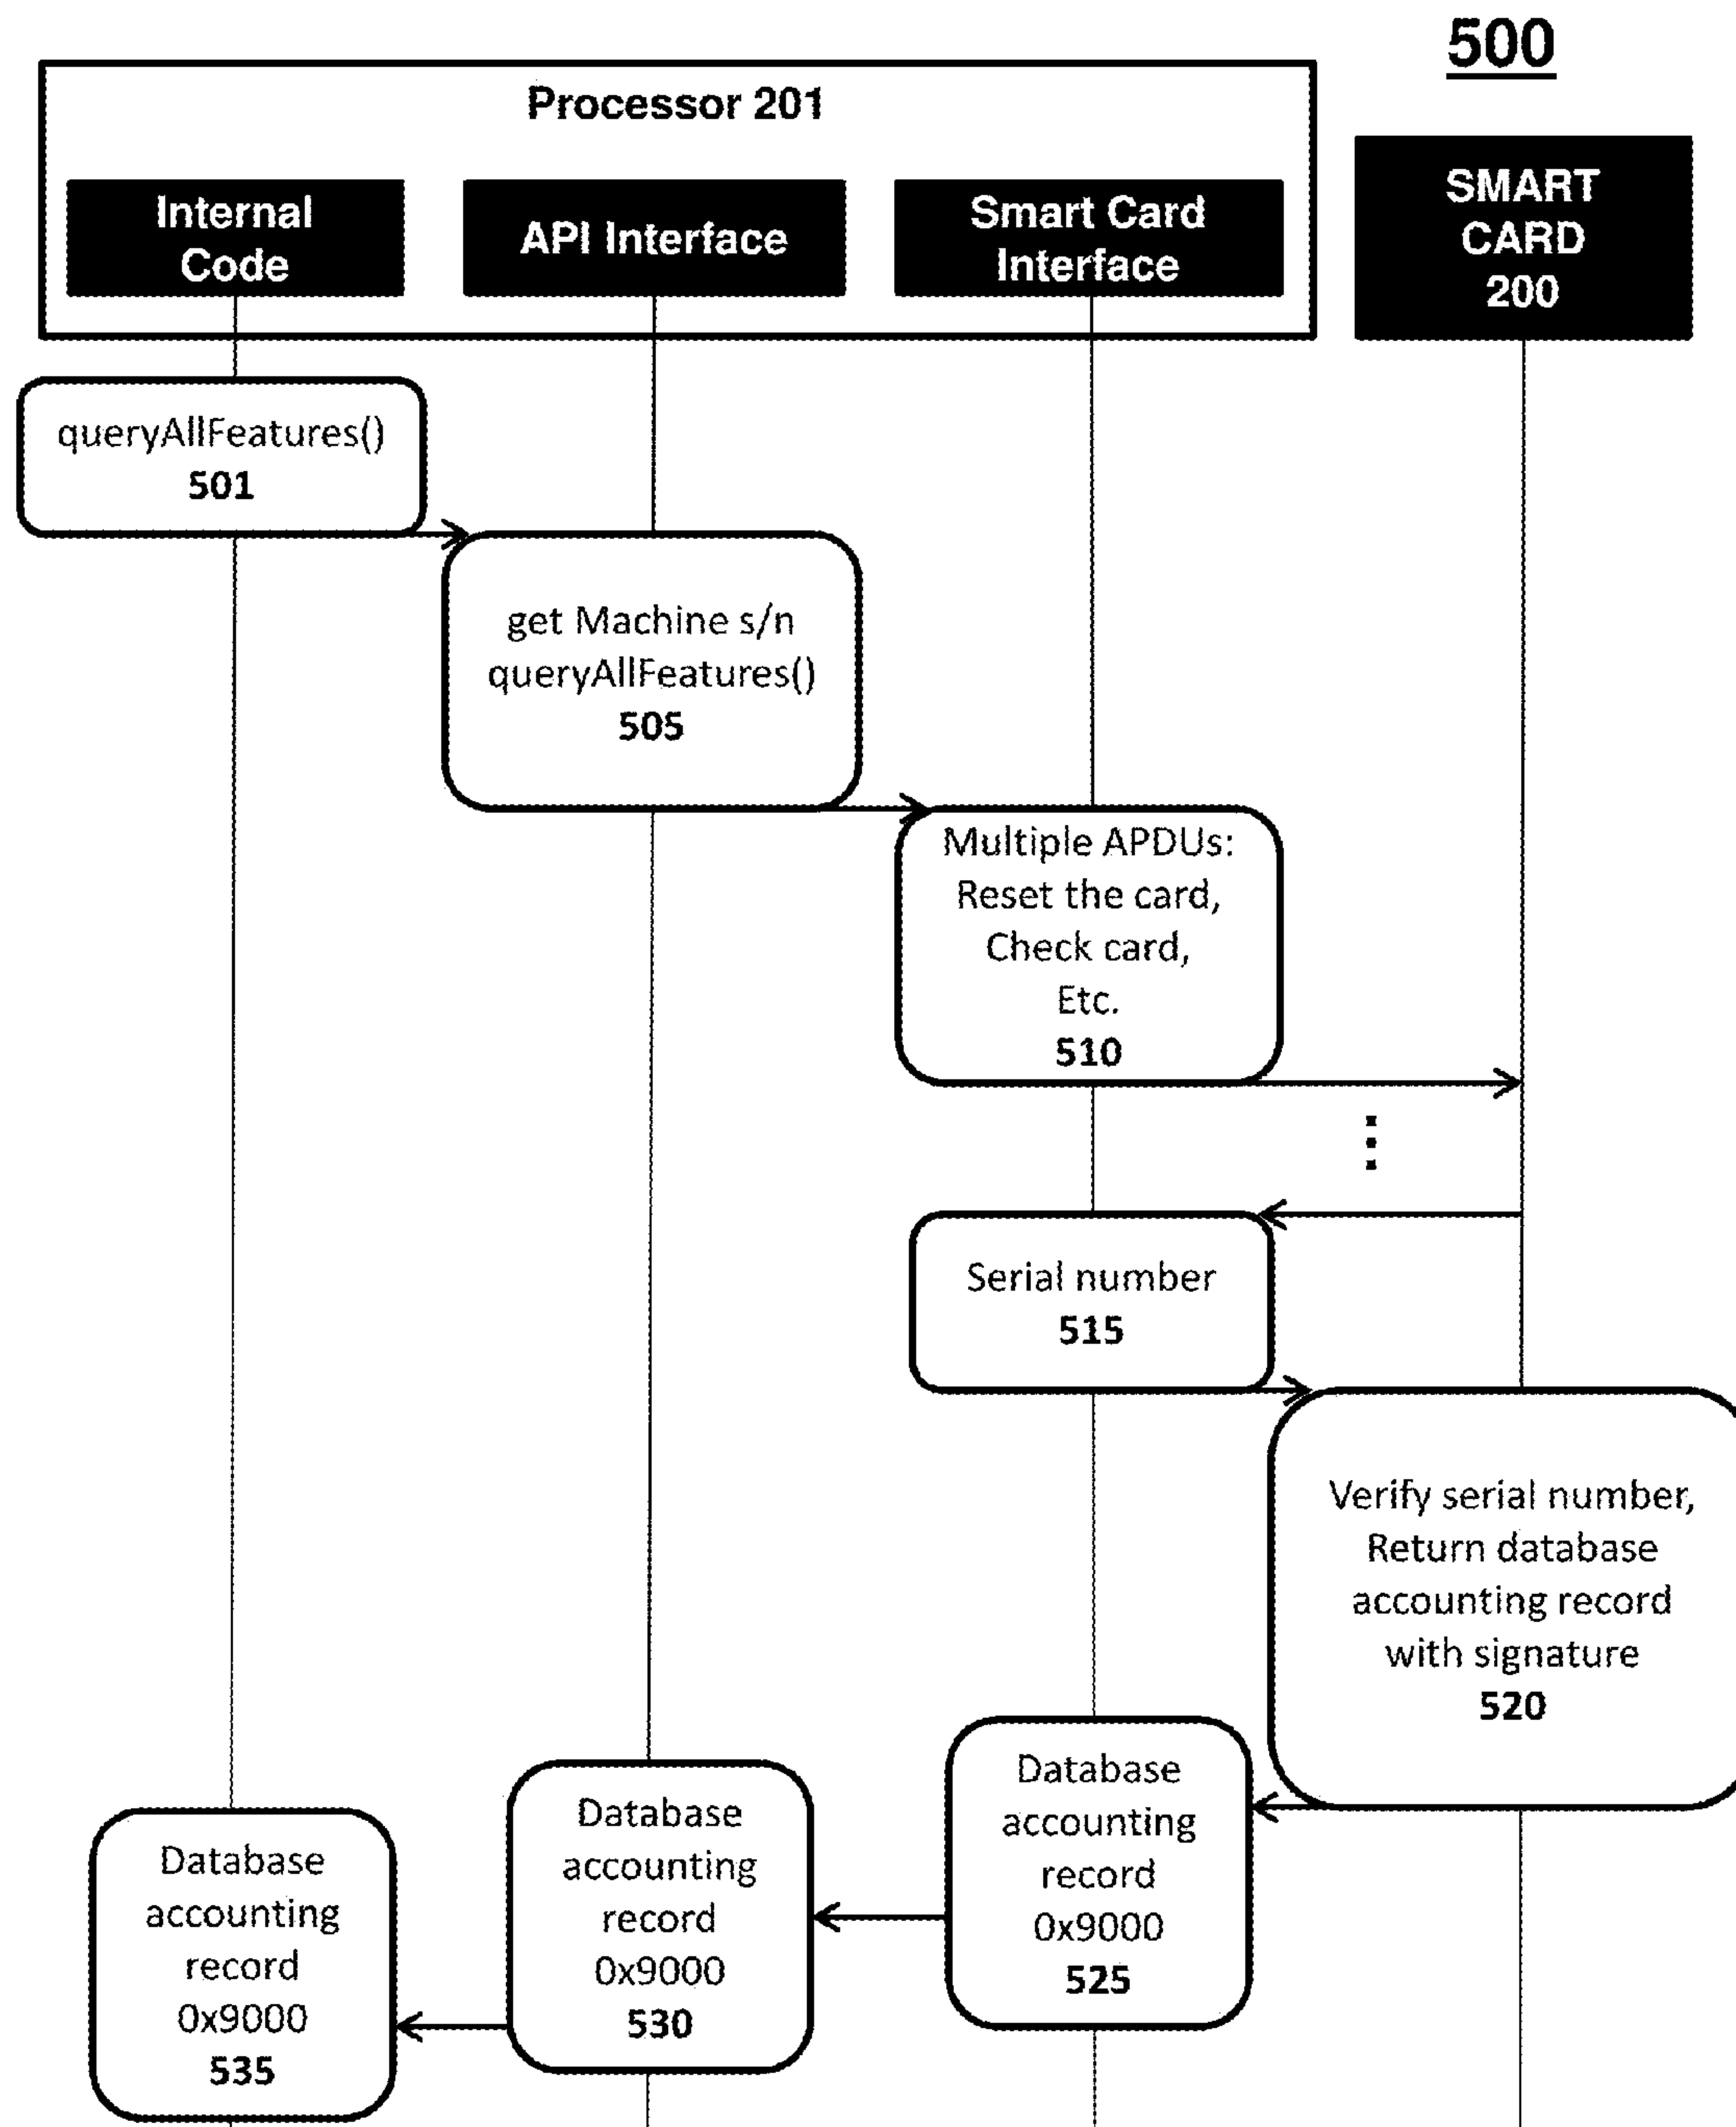 500
Processor 201
Internal
Code
API Interface
Smart Card
Interface
SMART
CARD
200
queryAllFeatures()
501
get Machine s/n
queryAllFeatures()
505
Multiple APDUs:
Reset the card,
Check card,
Etc.
510
Serial number
515
Verify serial number,
Return database
accounting record
with signature
520
Database
accounting
record
0x9000
525
Database
accounting
record
0x9000
530
Database
accounting
record
0x9000
535